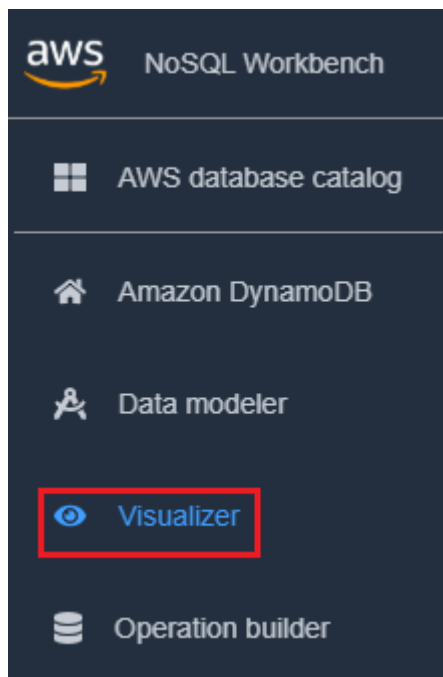 aws NoSQL Workbench
AWS database catalog
Amazon DynamoDB
Data modeler
Visualizer
Operation builder